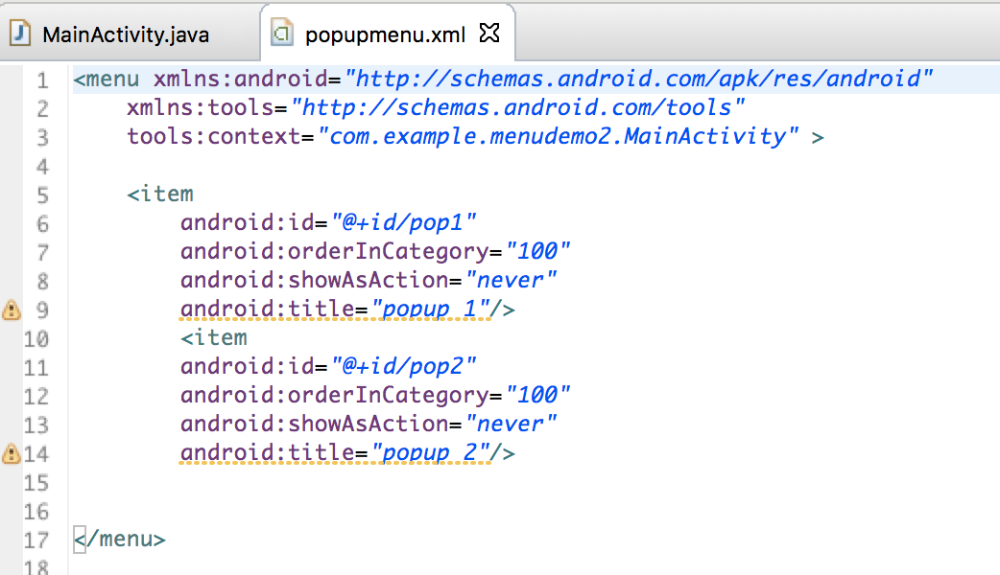 MainActivity.java popupmenu.xml
1 <menu xmlns:android="http://schemas.android.com/apk/res/android"
2 xmlns:tools="http://schemas.android.com/tools"
3 tools:context="com.example.menudemo2.MainActivity" >
4
5 <item
6 android:id="@+id/pop1"
7 android:orderInCategory="100"
8 android:showAsAction="never"
9 android:title="popup 1"/>
10 <item
11 android:id="@+id/pop2"
12 android:orderInCategory="100"
13 android:showAsAction="never"
14 android:title="popup 2"/>
15
16
17 </menu>
18